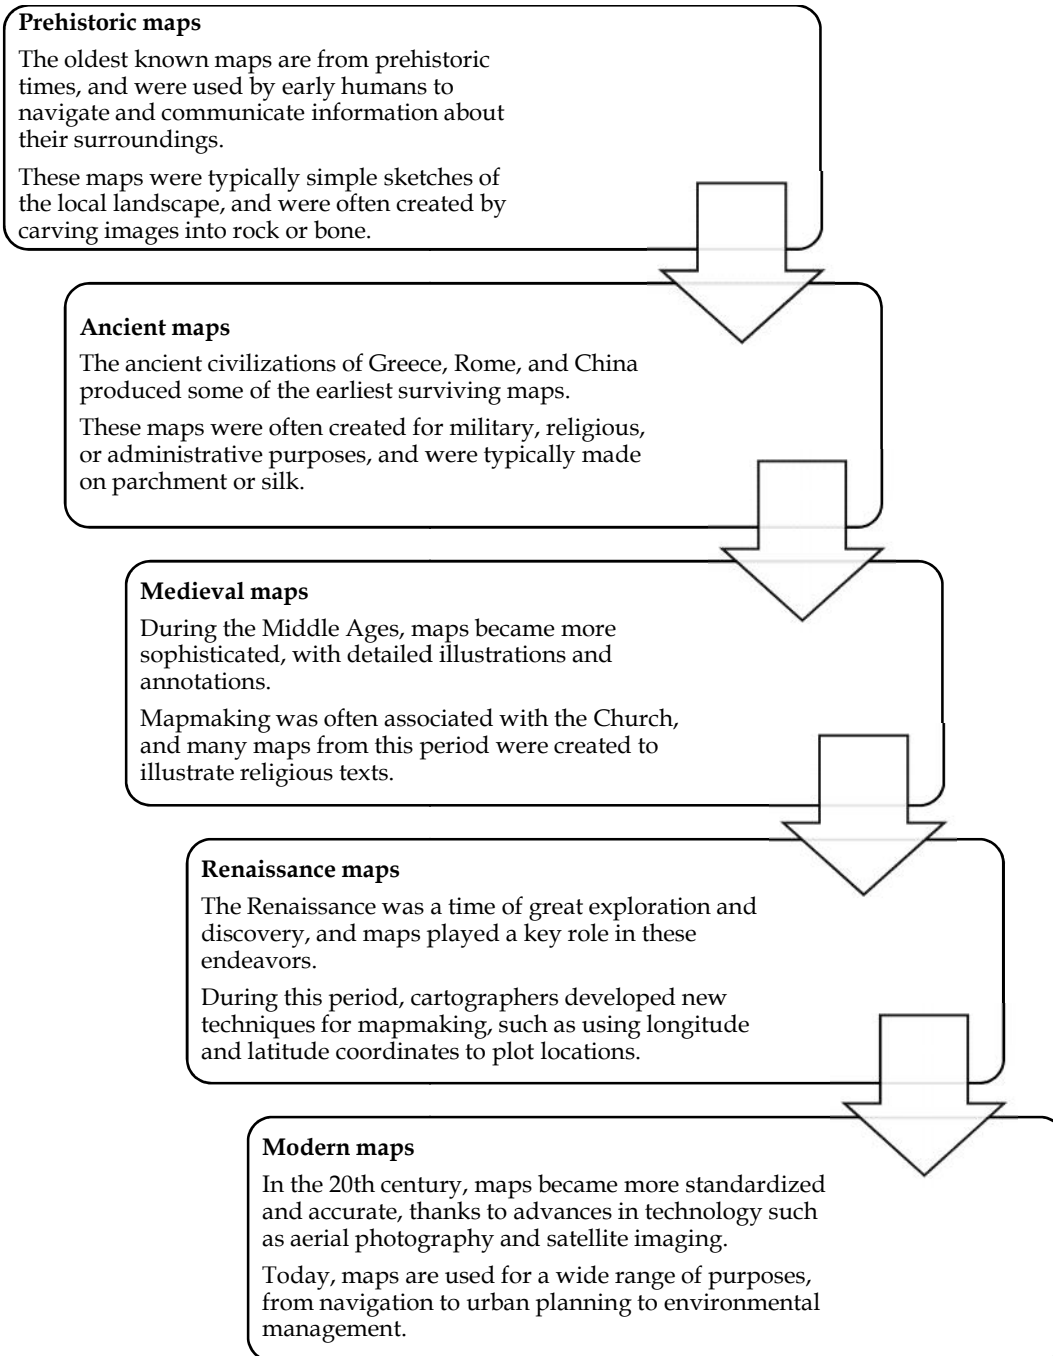 Prehistoric maps
The oldest known maps are from prehistoric
times, and were used by early humans to
navigate and communicate information about
their surroundings.
These maps were typically simple sketches of
the local landscape, and were often created by
carving images into rock or bone.
Ancient maps
The ancient civilizations of Greece, Rome, and China
produced some of the earliest surviving maps.
These maps were often created for military, religious,
or administrative purposes, and were typically made
on parchment or silk.
Medieval maps
During the Middle Ages, maps became more
sophisticated, with detailed illustrations and
annotations.
Mapmaking was often associated with the Church,
and many maps from this period were created to
illustrate religious texts.
Renaissance maps
The Renaissance was a time of great exploration and
discovery, and maps played a key role in these
endeavors.
During this period, cartographers developed new
techniques for mapmaking, such as using longitude
and latitude coordinates to plot locations.
Modern maps
In the 20th century, maps became more standardized
and accurate, thanks to advances in technology such
as aerial photography and satellite imaging.
Today, maps are used for a wide range of purposes,
from navigation to urban planning to environmental
management.